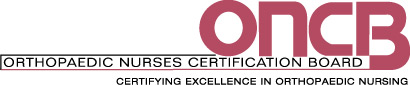 ONCB
ORTHOPAEDIC NURSES CERTIFICATION BOARD
CERTIFYING EXCELLENCE IN ORTHOPAEDIC NURSING